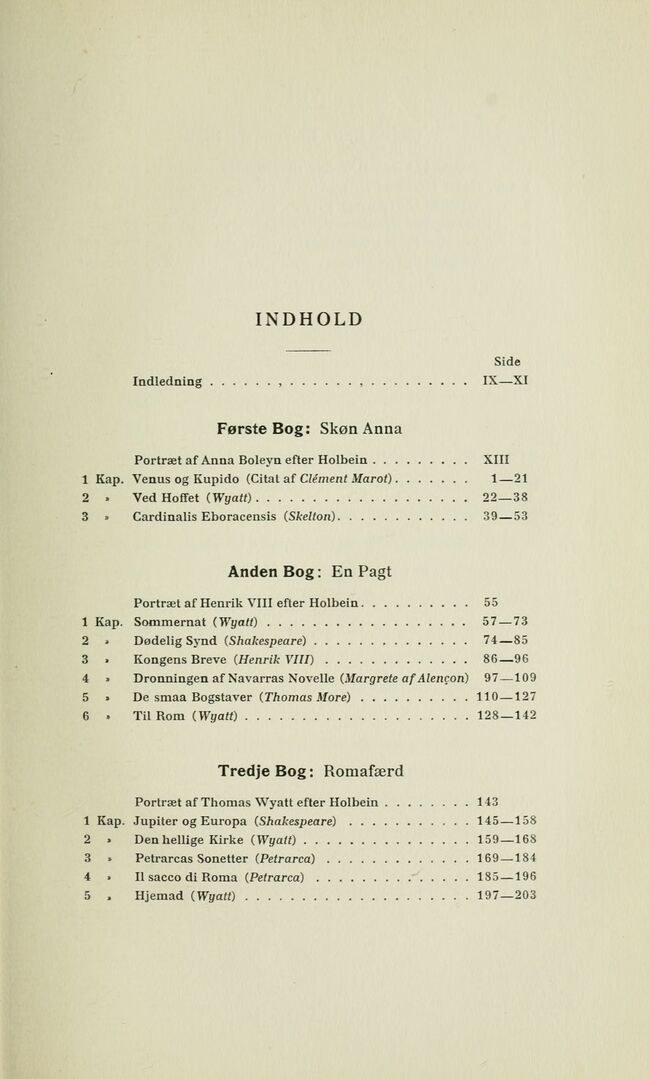 INDHOLD
Side
Indledning . . . . . . , . . . . . . , . . . . . . . . . . IX—XI
Første Bog: Skøn Anna
Portræt af Anna Boleyn efter Holbein . . . . . . . . . XIII
1 Kap. Venus og Kupido (Citat af Clément Marot) . . . . . . . 1—21
2 » Ved Hoffet (Wyatt) . . . . . . . . . . . . . . . . . . . 22—38
3 » Cardinalis Eboracensis (Skelton) . . . . . . . . . . . . 39—53
Anden Bog: En Pagt
Portræt af Henrik VIII efter Holbein . . . . . . . . . . 55
1 Kap. Sommernat (Wyatt) . . . . . . . . . . . . . . . . . . 57—73
2 » Dødelig Synd (Shakespeare) . . . . . . . . . . . . . . 74—85
3 » Kongens Breve (Henrik VIII) . . . . . . . . . . . . . 86—96
4 » Dronningen af Navarras Novelle (Margrete af Alençon) 97—109
5 » De smaa Bogstaver (Thomas More) . . . . . . . . . . 110—127
6 » Til Rom (Wyatt) . . . . . . . . . . . . . . . . . . . . 128—142
Tredje Bog: Romafærd
Portræt af Thomas Wyatt efter Holbein . . . . . . . . 143
1 Kap. Jupiter og Europa (Shakespeare) . . . . . . . . . . . 145—158
2 » Den hellige Kirke (Wyatt) . . . . . . . . . . . . . . . 159—168
3 » Petrarcas Sonetter (Petrarca) . . . . . . . . . . . . . 169—184
4 » Il sacco di Roma (Petrarca) . . . . . . . . . . . . . . 185—196
5 » Hjemad (Wyatt) . . . . . . . . . . . . . . . . . . . . 197—203